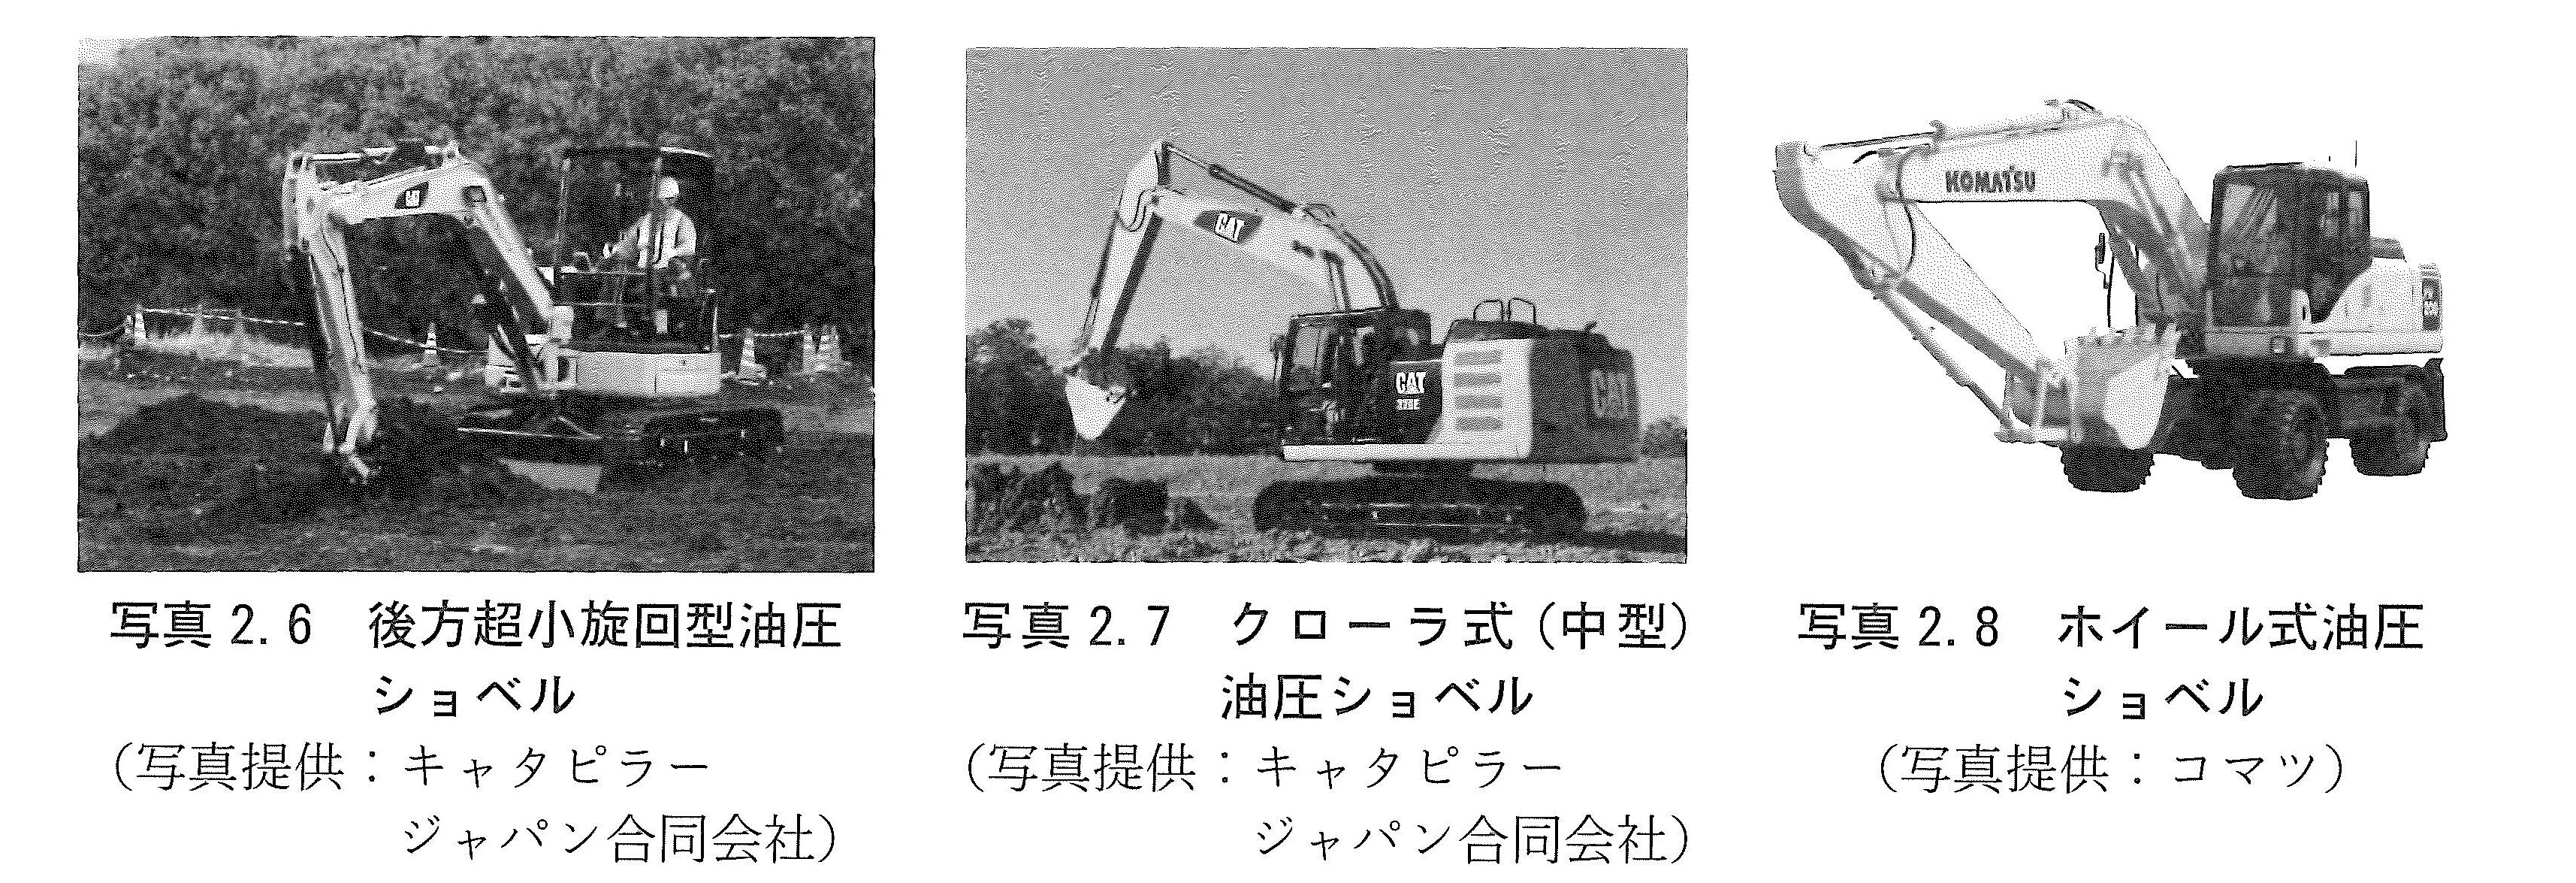 CAT
CAT
CAT
KOMATSU
写真2.6 後方超小旋回型油圧
ショベル
(写真提供：キャタピラー
ジャパン合同会社)
写真2.7 クローラ式(中型)
油圧ショベル
(写真提供：キャタピラー
ジャパン合同会社)
写真2.8 ホイール式油圧
ショベル
(写真提供：コマツ)